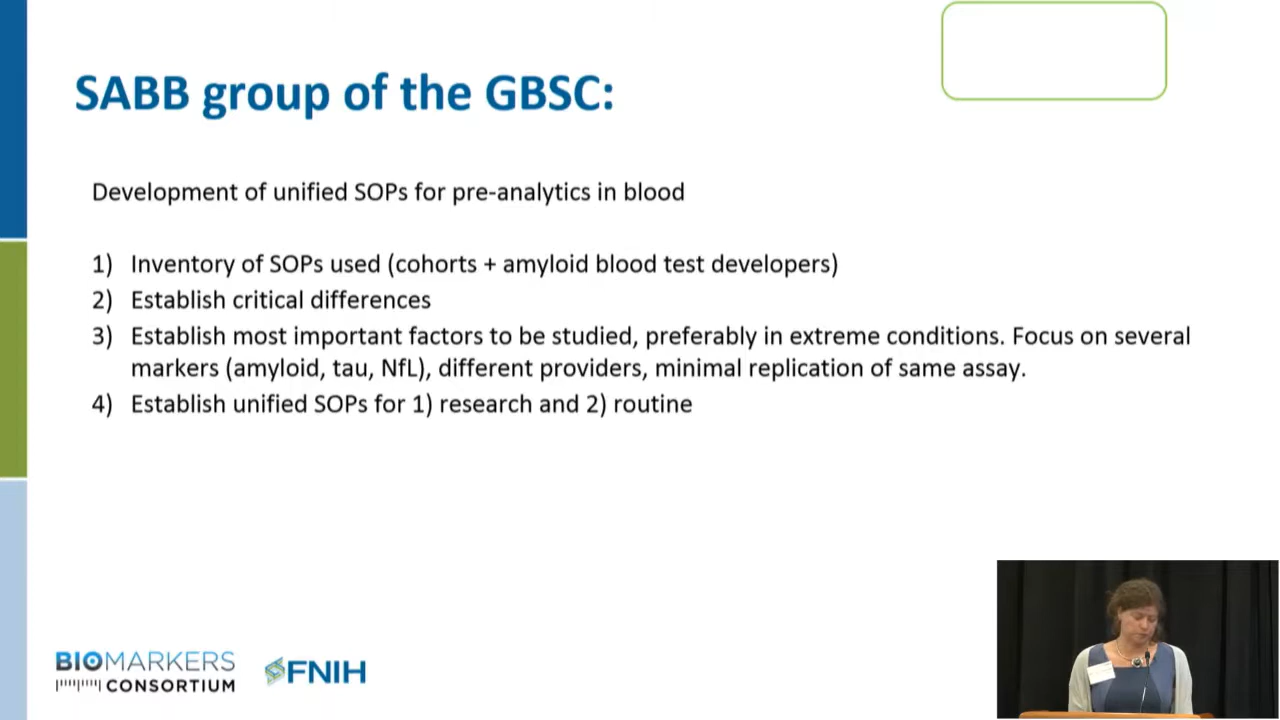 SABB group of the GBSC:
Development of unified SOPs for pre-analytics in blood
1) Inventory of SOPs used (cohorts + amyloid blood test developers)
2) Establish critical differences
3) Establish most important factors to be studied, preferably in extreme conditions. Focus on several
markers (amyloid, tau, NfL), different providers, minimal replication of same assay.
4) Establish unified SOPs for 1) research and 2) routine
BIOMARKERS
CONSORTIUM
FNIH